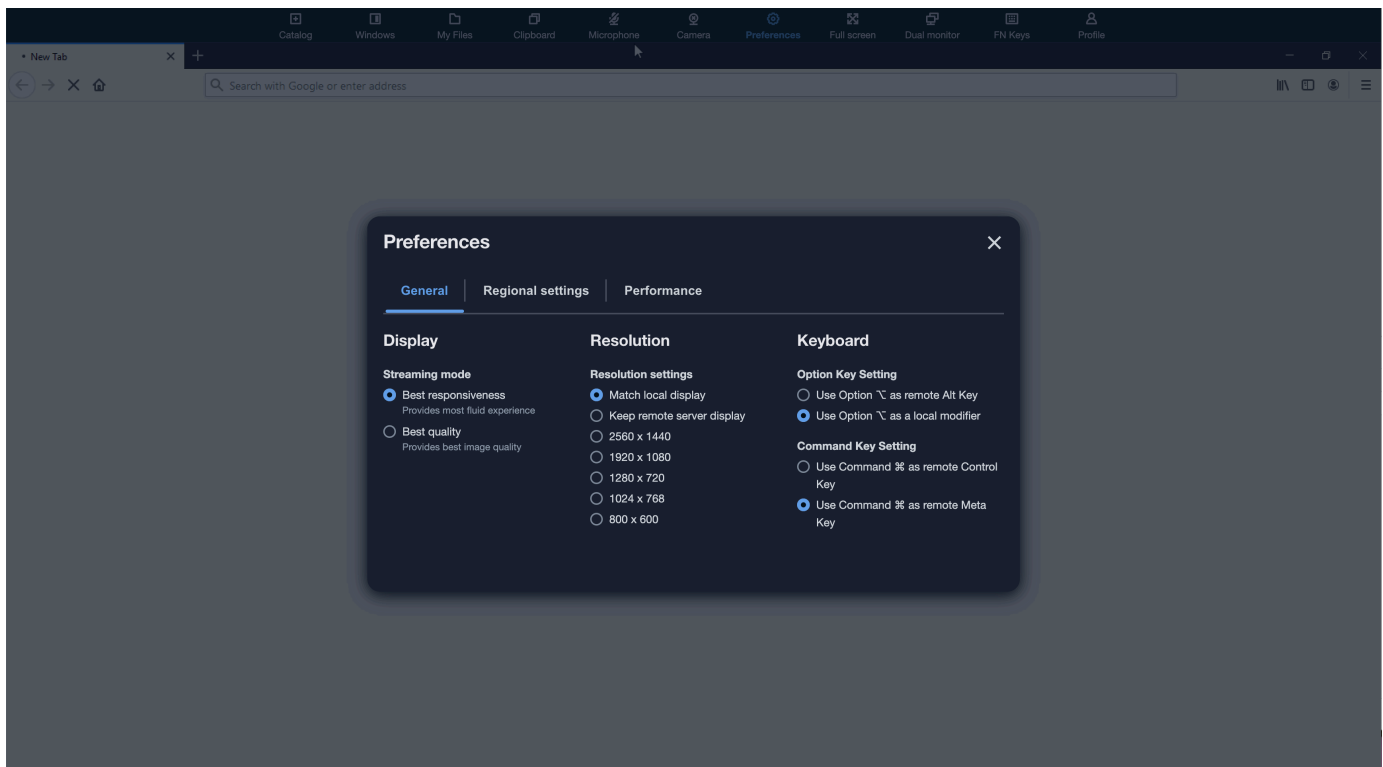 Catalog Windows My Files Clipboard Microphone Camera Preferences Full screen Dual monitor FN Keys Profile
• New Tab
Search with Google or enter address
Preferences
General Regional settings Performance
Display
Streaming mode
Best responsiveness
Provides most fluid experience
Best quality
Provides best image quality
Resolution
Resolution settings
Match local display
Keep remote server display
2560 x 1440
1920 x 1080
1280 x 720
1024 x 768
800 x 600
Keyboard
Option Key Setting
Use Option ⌥ as remote Alt Key
Use Option ⌥ as a local modifier
Command Key Setting
Use Command ⌘ as remote Control
Key
Use Command ⌘ as remote Meta
Key